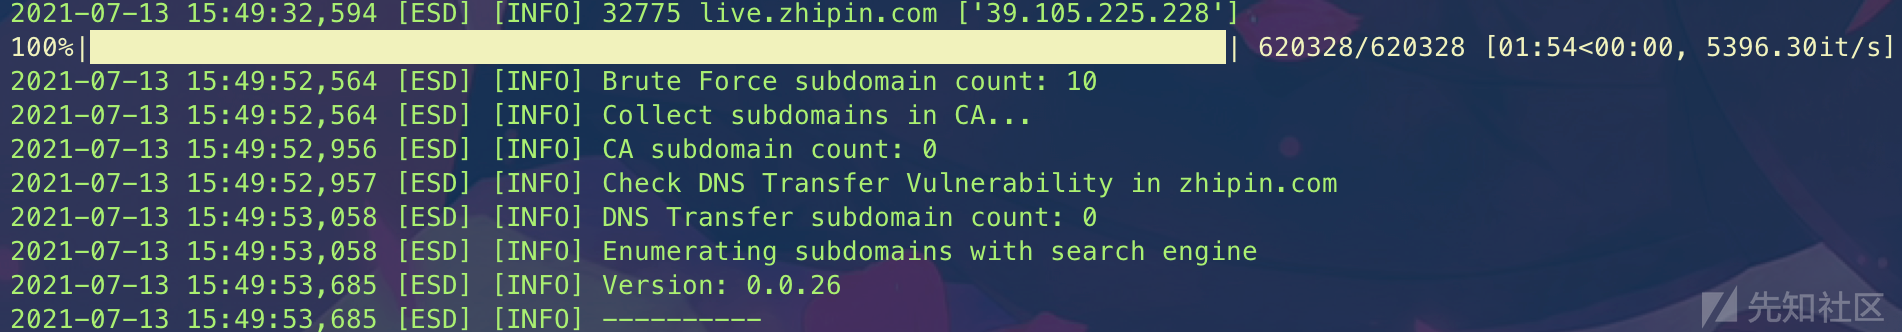 2021-07-13 15:49:32,594 [ESD] [INFO] 32775 live.zhipin.com ['39.105.225.228']
100%| | 620328/620328 [01:54<00:00, 5396.30it/s]
2021-07-13 15:49:52,564 [ESD] [INFO] Brute Force subdomain count: 10
2021-07-13 15:49:52,564 [ESD] [INFO] Collect subdomains in CA...
2021-07-13 15:49:52,956 [ESD] [INFO] CA subdomain count: 0
2021-07-13 15:49:52,957 [ESD] [INFO] Check DNS Transfer Vulnerability in zhipin.com
2021-07-13 15:49:53,058 [ESD] [INFO] DNS Transfer subdomain count: 0
2021-07-13 15:49:53,058 [ESD] [INFO] Enumerating subdomains with search engine
2021-07-13 15:49:53,685 [ESD] [INFO] Version: 0.0.26
2021-07-13 15:49:53,685 [ESD] [INFO] ----------
先知社区